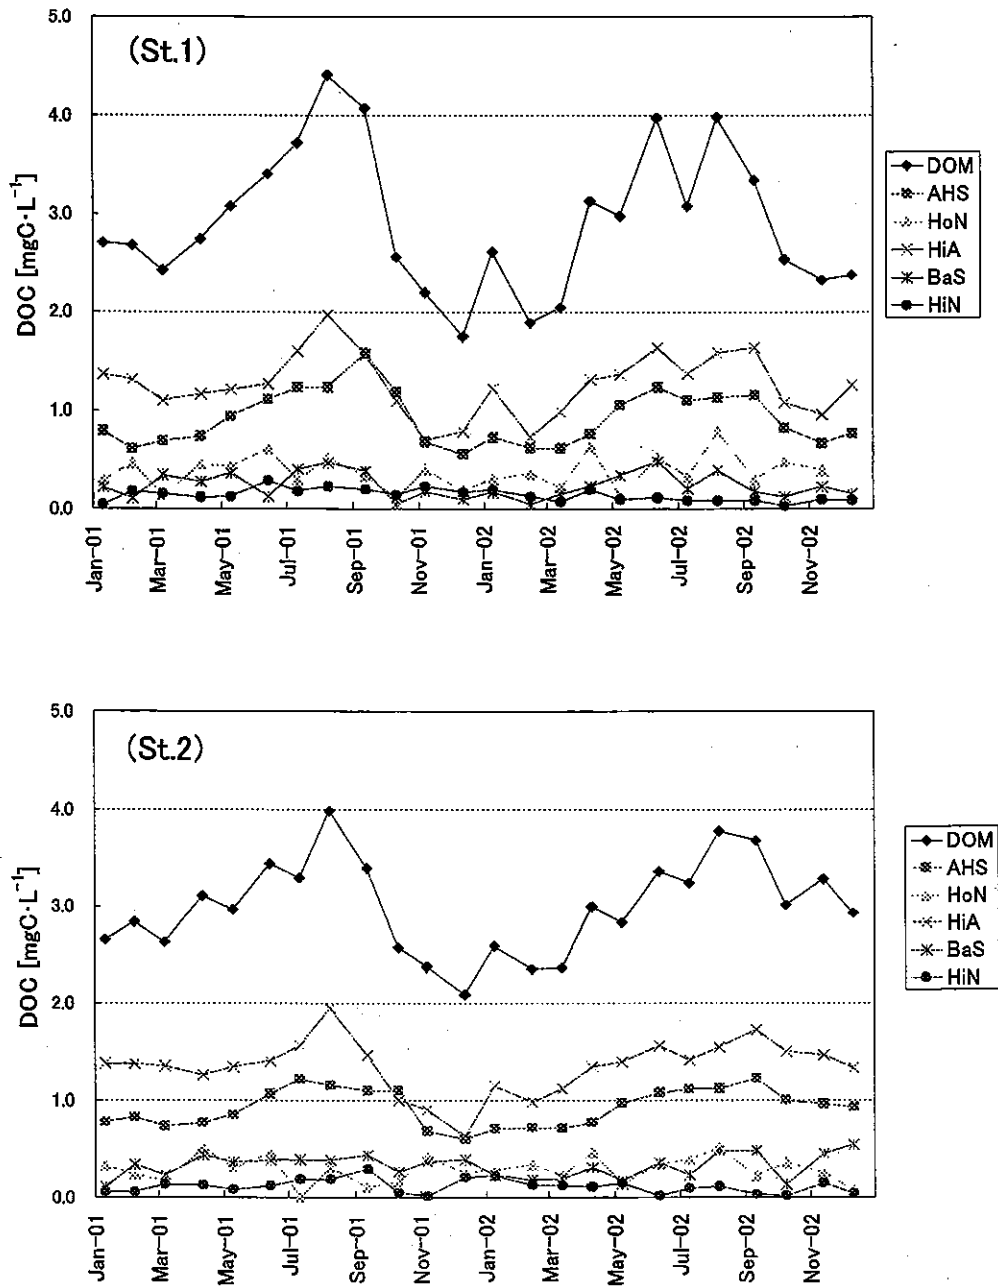 (St.1)
DOC [mgC·L⁻¹]
5.0
4.0
3.0
2.0
1.0
0.0
Jan-01
Mar-01
May-01
Jul-01
Sep-01
Nov-01
Jan-02
Mar-02
May-02
Jul-02
Sep-02
Nov-02
DOM
AHS
HoN
HiA
BaS
HiN
(St.2)
DOC [mgC·L⁻¹]
5.0
4.0
3.0
2.0
1.0
0.0
Jan-01
Mar-01
May-01
Jul-01
Sep-01
Nov-01
Jan-02
Mar-02
May-02
Jul-02
Sep-02
Nov-02
DOM
AHS
HoN
HiA
BaS
HiN